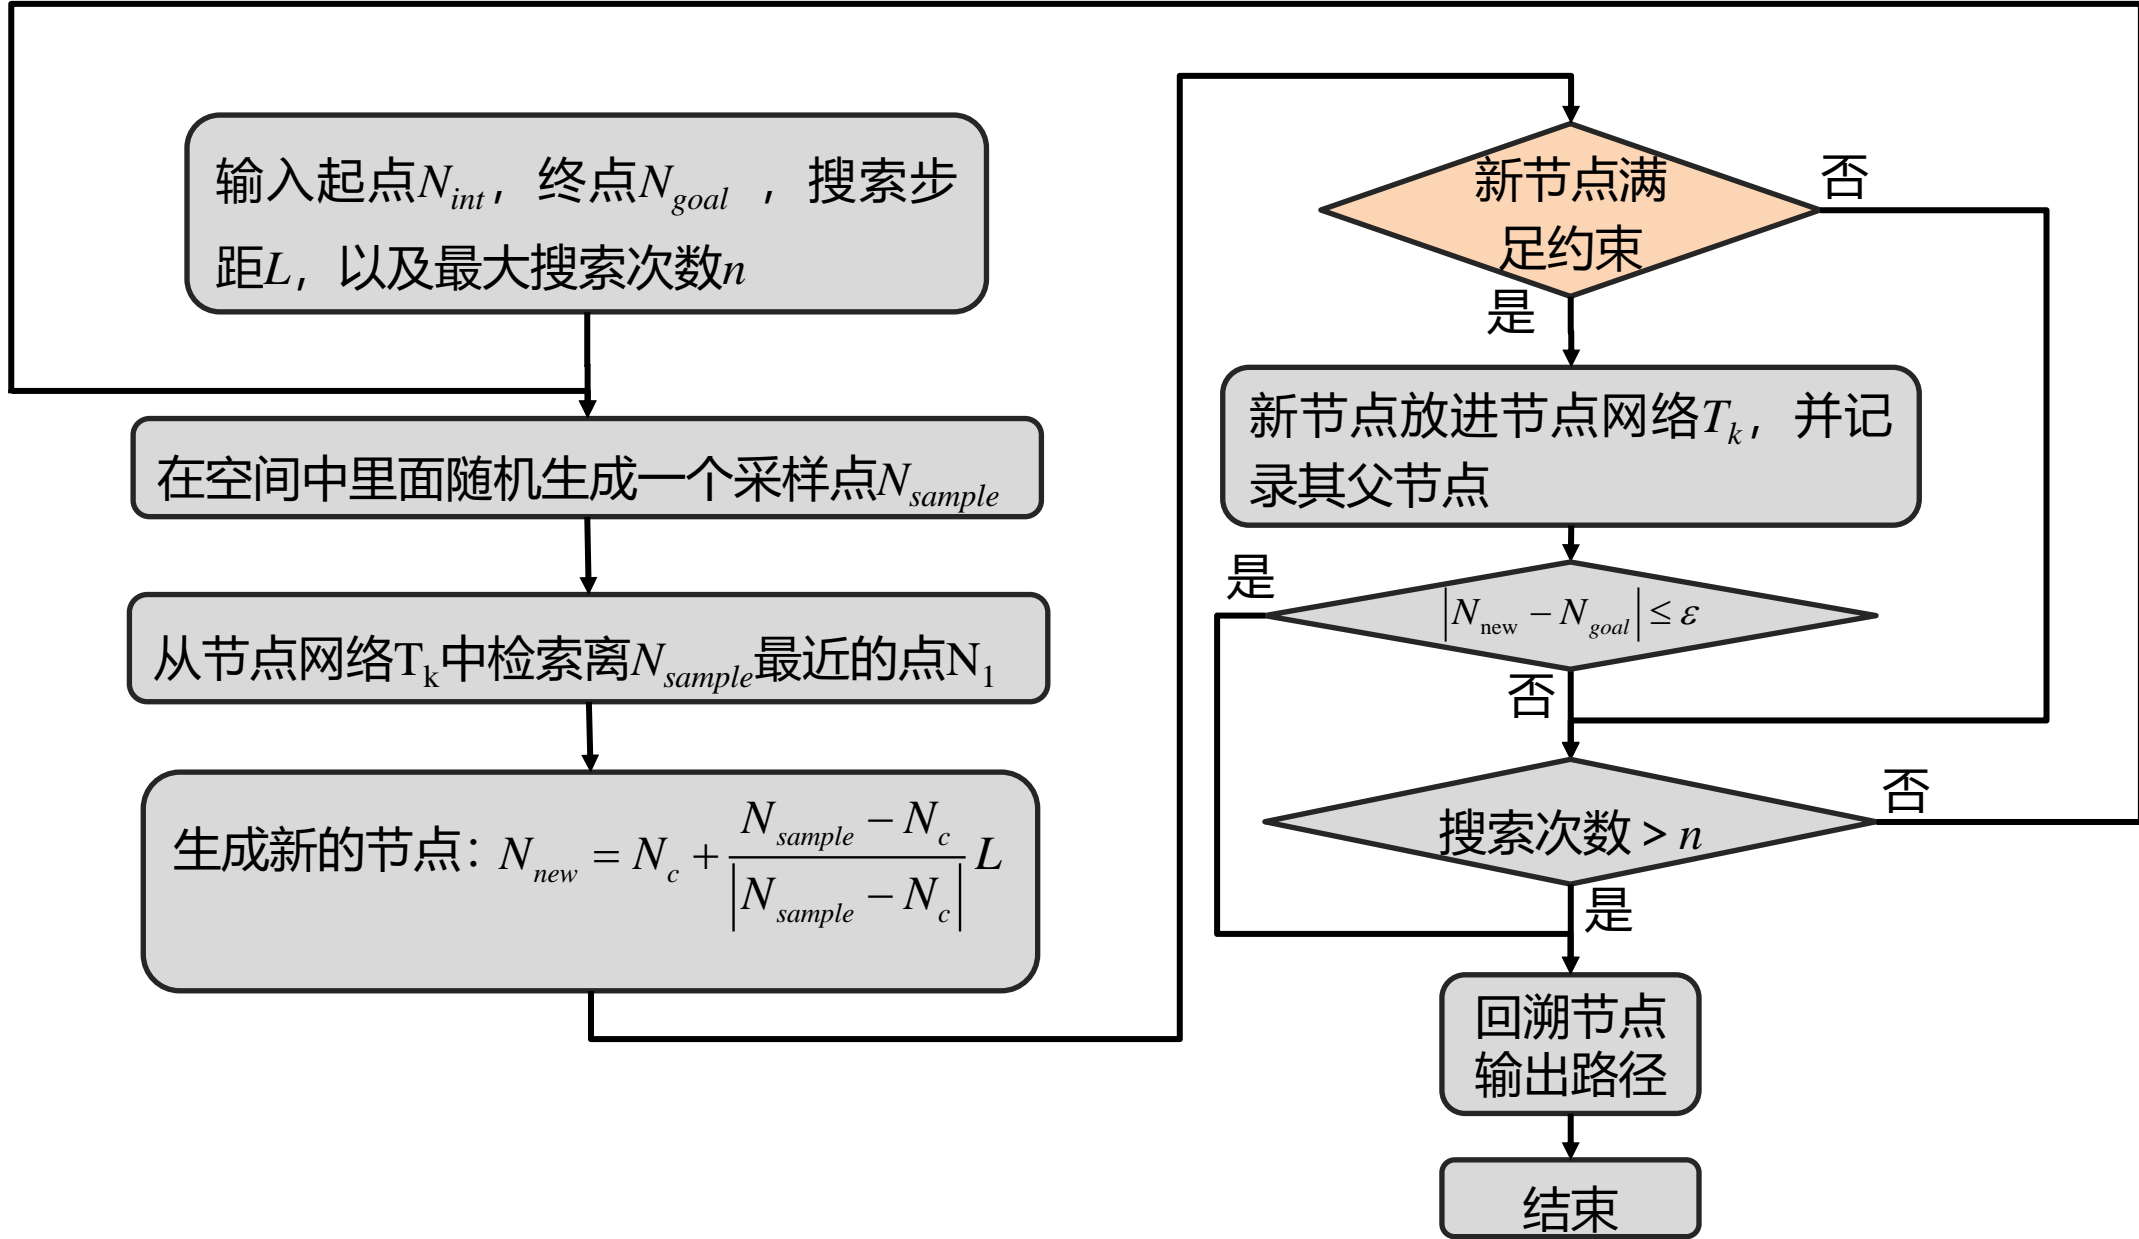 输入起点N_int，终点N_goal ，搜索步
距L，以及最大搜索次数n
在空间中里面随机生成一个采样点N_sample
从节点网络T_k中检索离N_sample最近的点N_1
生成新的节点：N_new = N_c + (N_sample − N_c) / |N_sample − N_c| L
新节点满
足约束
否
是
新节点放进节点网络T_k，并记
录其父节点
是
|N_new − N_goal| ≤ ε
否
搜索次数 > n
否
是
回溯节点
输出路径
结束